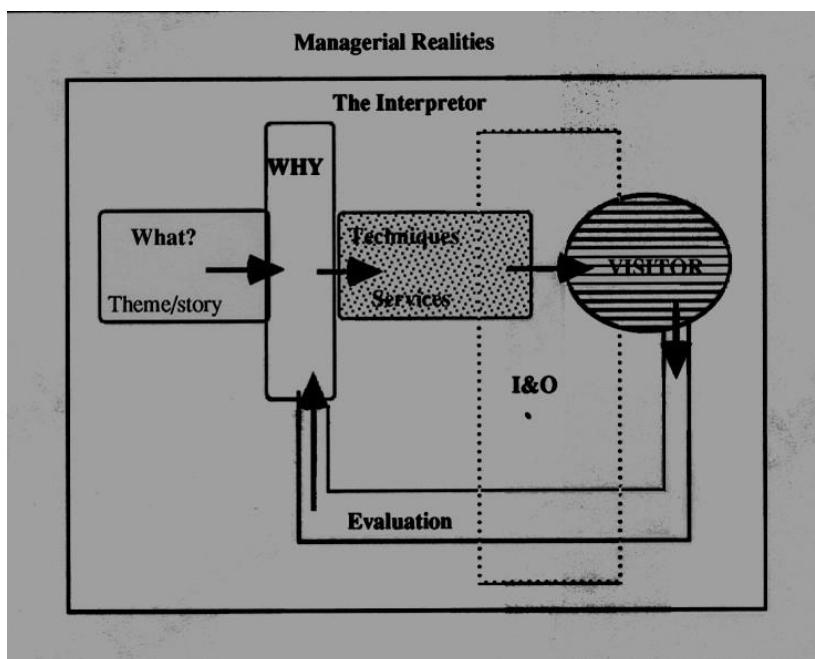 Managerial Realities
The Interpretor
WHY
What?
Theme/story
Techniques
Services
VISITOR
I&O
Evaluation